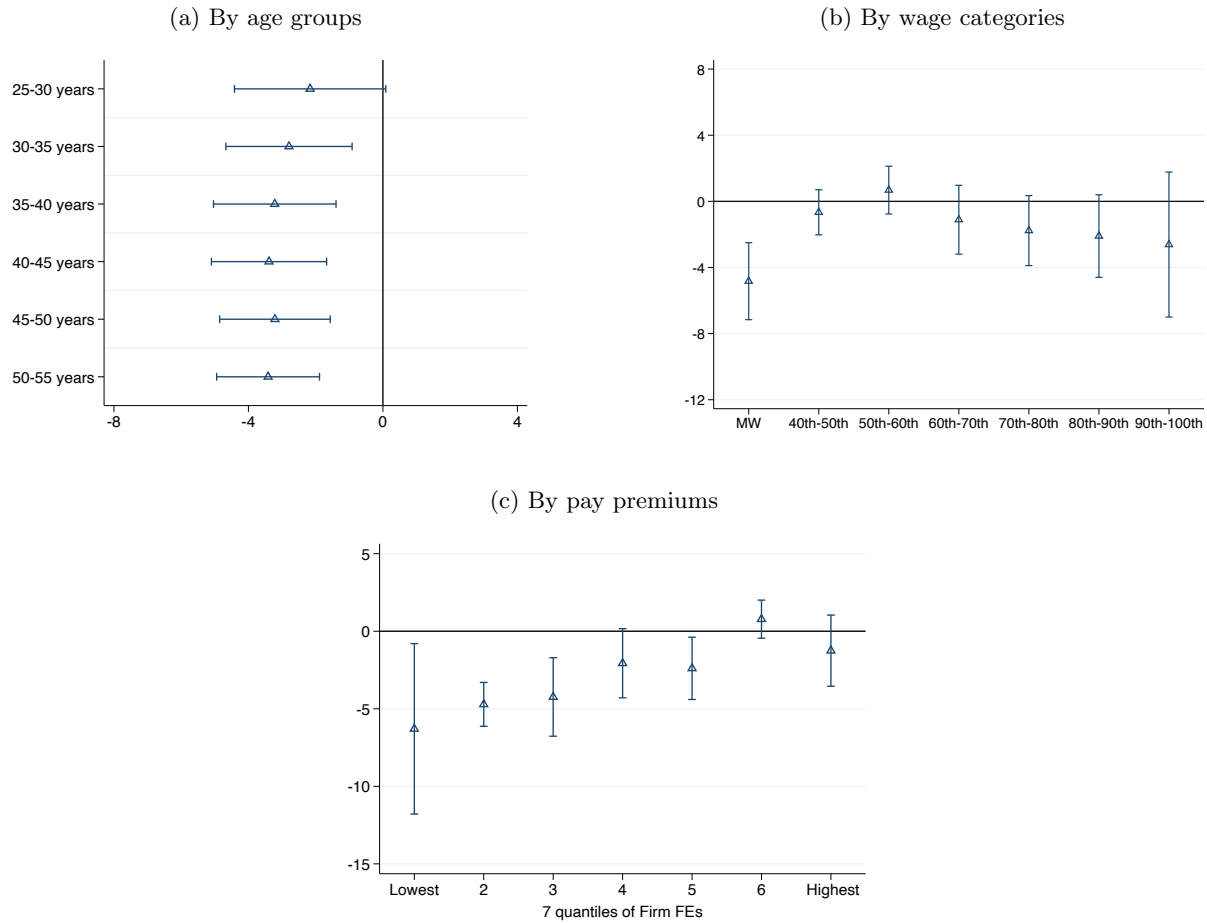 (a) By age groups
25-30 years
30-35 years
35-40 years
40-45 years
45-50 years
50-55 years
-8 -4 0 4
(b) By wage categories
8
4
0
-4
-8
-12
MW 40th-50th 50th-60th 60th-70th 70th-80th 80th-90th 90th-100th
(c) By pay premiums
5
0
-5
-10
-15
Lowest 2 3 4 5 6 Highest
7 quantiles of Firm FEs